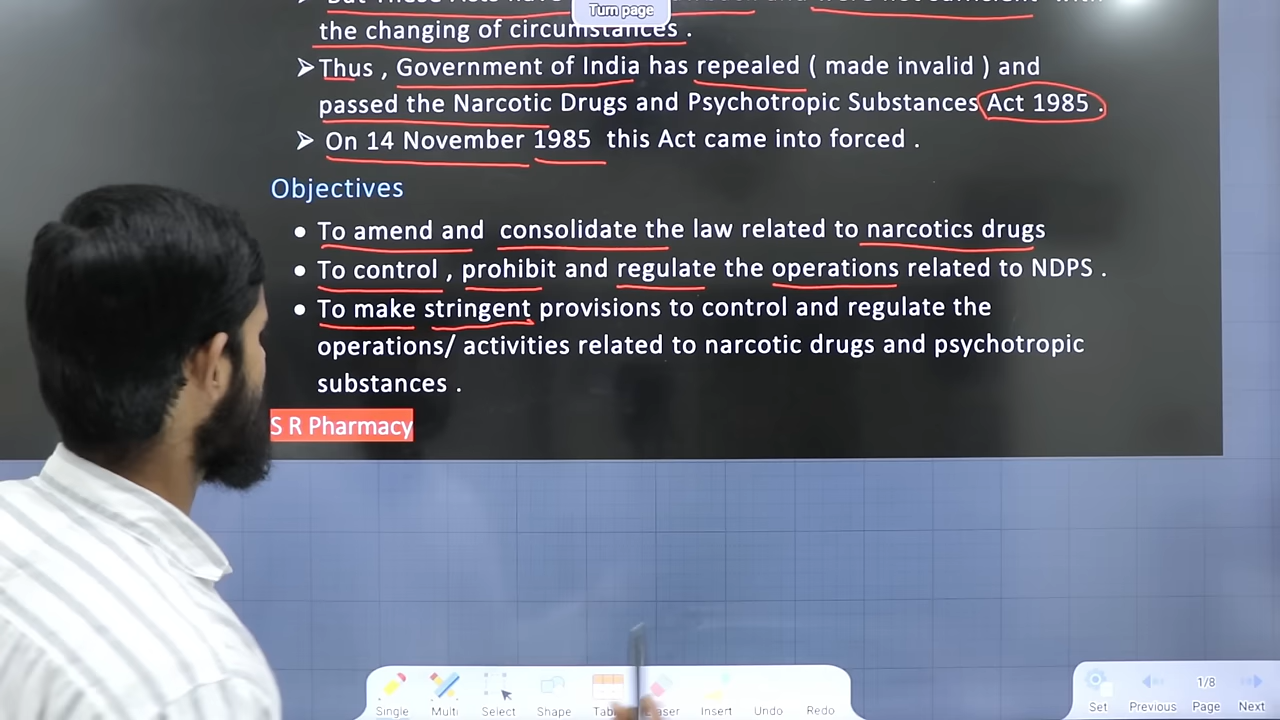 Turn page
the changing of circumstances .
➤ Thus , Government of India has repealed ( made invalid ) and
passed the Narcotic Drugs and Psychotropic Substances Act 1985 .
➤ On 14 November 1985 this Act came into forced .
Objectives
• To amend and consolidate the law related to narcotics drugs
• To control , prohibit and regulate the operations related to NDPS .
• To make stringent provisions to control and regulate the
operations/ activities related to narcotic drugs and psychotropic
substances .
S R Pharmacy
Single Multi Select Shape Insert Undo Redo
1/8
Set Previous Page Next